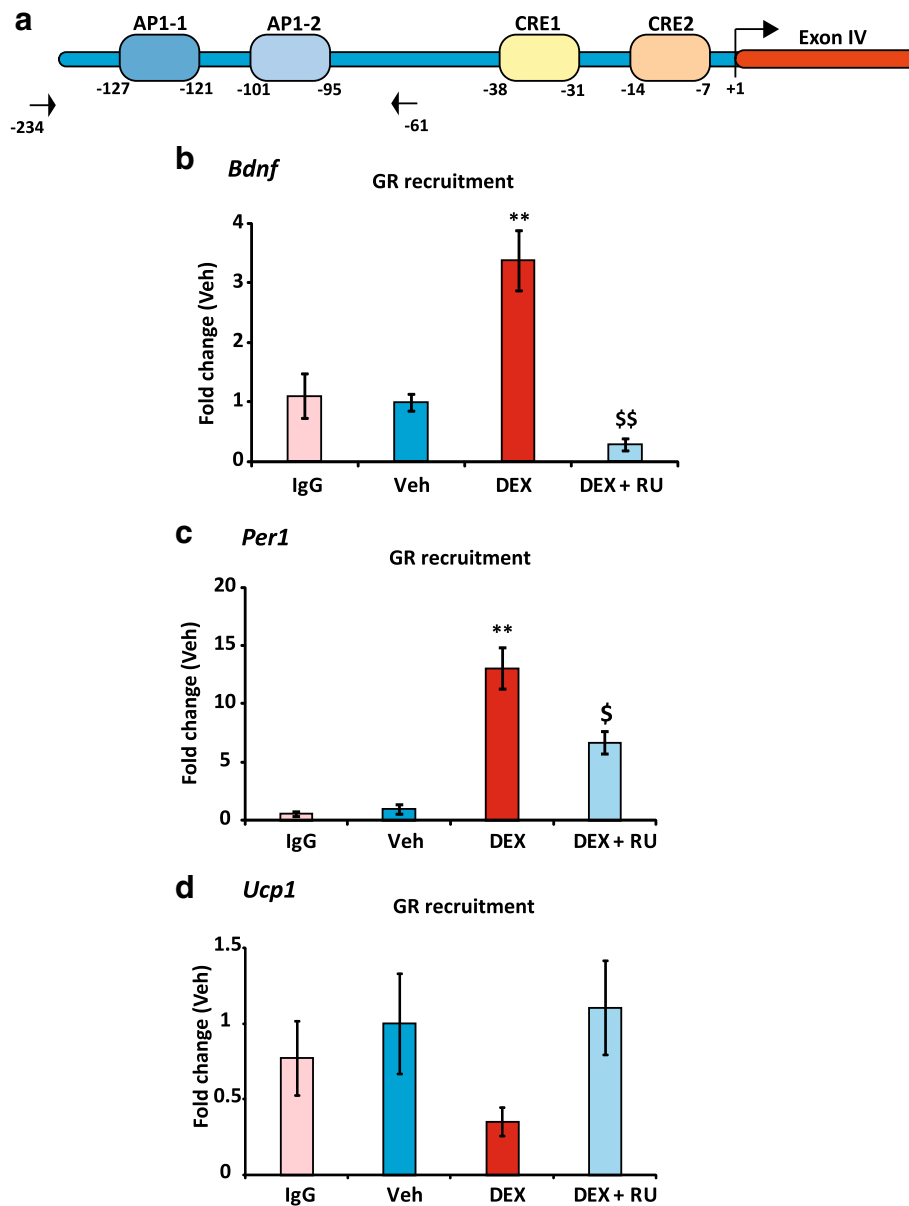 a
AP1-1 AP1-2 CRE1 CRE2 Exon IV
-127 -121 -101 -95 -38 -31 -14 -7 +1
-234 -61
b Bdnf
GR recruitment
Fold change (Veh)
4
3
2
1
0
**
$$
IgG Veh DEX DEX + RU
c Per1
GR recruitment
Fold change (Veh)
20
15
10
5
0
**
$
IgG Veh DEX DEX + RU
d Ucp1
GR recruitment
Fold change (Veh)
1.5
1
0.5
0
IgG Veh DEX DEX + RU